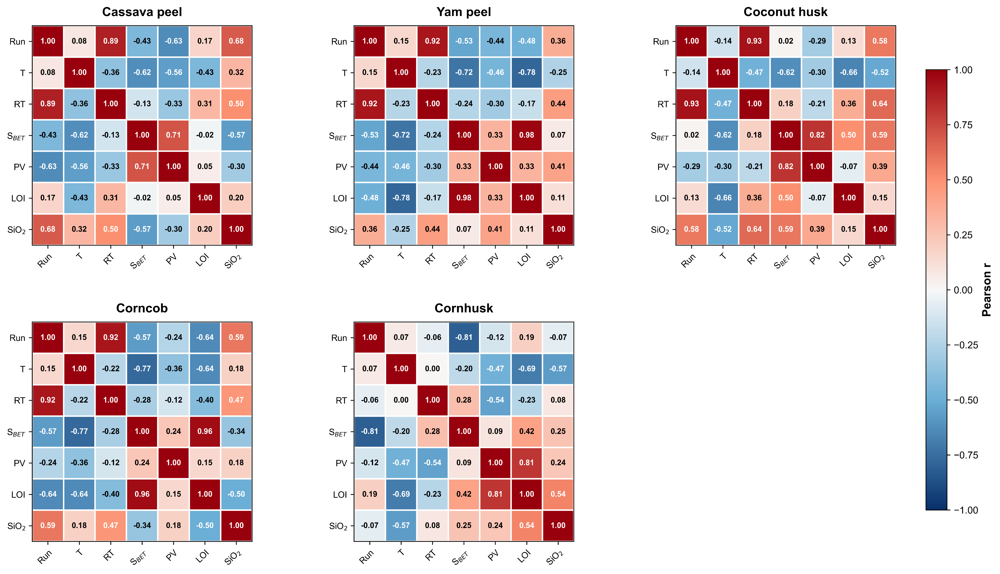 Cassava peel
Run 1.00 0.08 0.89 -0.43 -0.63 0.17 0.68
T 0.08 1.00 -0.36 -0.62 -0.56 -0.43 0.32
RT 0.89 -0.36 1.00 -0.13 -0.33 0.31 0.50
S_BET -0.43 -0.62 -0.13 1.00 0.71 -0.02 -0.57
PV -0.63 -0.56 -0.33 0.71 1.00 0.05 -0.30
LOI 0.17 -0.43 0.31 -0.02 0.05 1.00 0.20
SiO₂ 0.68 0.32 0.50 -0.57 -0.30 0.20 1.00
Run T RT S_BET PV LOI SiO₂
Yam peel
Run 1.00 0.15 0.92 -0.53 -0.44 -0.48 0.36
T 0.15 1.00 -0.23 -0.72 -0.46 -0.78 -0.25
RT 0.92 -0.23 1.00 -0.24 -0.30 -0.17 0.44
S_BET -0.53 -0.72 -0.24 1.00 0.33 0.98 0.07
PV -0.44 -0.46 -0.30 0.33 1.00 0.33 0.41
LOI -0.48 -0.78 -0.17 0.98 0.33 1.00 0.11
SiO₂ 0.36 -0.25 0.44 0.07 0.41 0.11 1.00
Run T RT S_BET PV LOI SiO₂
Coconut husk
Run 1.00 -0.14 0.93 0.02 -0.29 0.13 0.58
T -0.14 1.00 -0.47 -0.62 -0.30 -0.66 -0.52
RT 0.93 -0.47 1.00 0.18 -0.21 0.36 0.64
S_BET 0.02 -0.62 0.18 1.00 0.82 0.50 0.59
PV -0.29 -0.30 -0.21 0.82 1.00 -0.07 0.39
LOI 0.13 -0.66 0.36 0.50 -0.07 1.00 0.15
SiO₂ 0.58 -0.52 0.64 0.59 0.39 0.15 1.00
Run T RT S_BET PV LOI SiO₂
Corncob
Run 1.00 0.15 0.92 -0.57 -0.24 -0.64 0.59
T 0.15 1.00 -0.22 -0.77 -0.36 -0.64 0.18
RT 0.92 -0.22 1.00 -0.28 -0.12 -0.40 0.47
S_BET -0.57 -0.77 -0.28 1.00 0.24 0.96 -0.34
PV -0.24 -0.36 -0.12 0.24 1.00 0.15 0.18
LOI -0.64 -0.64 -0.40 0.96 0.15 1.00 -0.50
SiO₂ 0.59 0.18 0.47 -0.34 0.18 -0.50 1.00
Run T RT S_BET PV LOI SiO₂
Cornhusk
Run 1.00 0.07 -0.06 -0.81 -0.12 0.19 -0.07
T 0.07 1.00 0.00 -0.20 -0.47 -0.69 -0.57
RT -0.06 0.00 1.00 0.28 -0.54 -0.23 0.08
S_BET -0.81 -0.20 0.28 1.00 0.09 0.42 0.25
PV -0.12 -0.47 -0.54 0.09 1.00 0.81 0.24
LOI 0.19 -0.69 -0.23 0.42 0.81 1.00 0.54
SiO₂ -0.07 -0.57 0.08 0.25 0.24 0.54 1.00
Run T RT S_BET PV LOI SiO₂
1.00
0.75
0.50
0.25
0.00
−0.25
−0.50
−0.75
−1.00
Pearson r